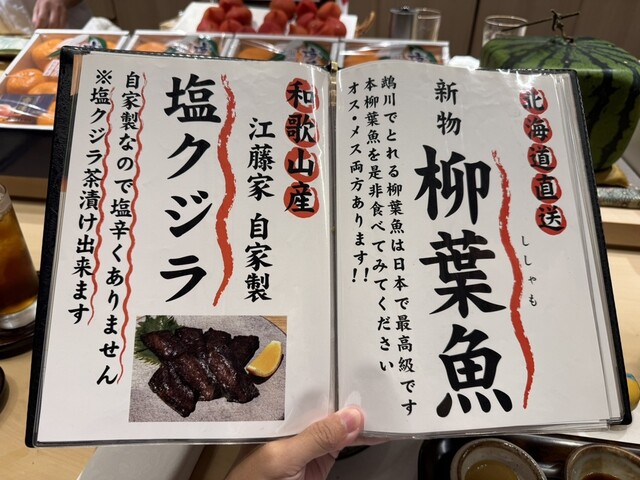 北海道直送
新物
柳葉魚
ししゃも
鵡川でとれる柳葉魚は日本で最高級です
本柳葉魚を是非食べてみてください
オス・メス両方あります!!
和歌山産
江藤家 自家製
塩クジラ
自家製なので塩辛くありません
※塩クジラ茶漬け出来ます